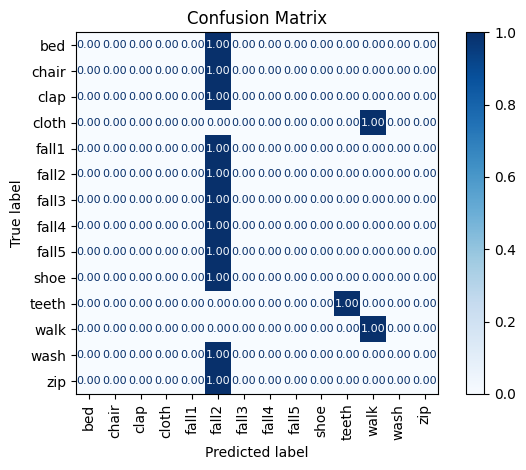 Confusion Matrix
bed 0.00 0.00 0.00 0.00 0.00 1.00 0.00 0.00 0.00 0.00 0.00 0.00 0.00 0.00
chair 0.00 0.00 0.00 0.00 0.00 1.00 0.00 0.00 0.00 0.00 0.00 0.00 0.00 0.00
clap 0.00 0.00 0.00 0.00 0.00 1.00 0.00 0.00 0.00 0.00 0.00 0.00 0.00 0.00
cloth 0.00 0.00 0.00 0.00 0.00 0.00 0.00 0.00 0.00 0.00 0.00 1.00 0.00 0.00
fall1 0.00 0.00 0.00 0.00 0.00 1.00 0.00 0.00 0.00 0.00 0.00 0.00 0.00 0.00
fall2 0.00 0.00 0.00 0.00 0.00 1.00 0.00 0.00 0.00 0.00 0.00 0.00 0.00 0.00
fall3 0.00 0.00 0.00 0.00 0.00 1.00 0.00 0.00 0.00 0.00 0.00 0.00 0.00 0.00
fall4 0.00 0.00 0.00 0.00 0.00 1.00 0.00 0.00 0.00 0.00 0.00 0.00 0.00 0.00
fall5 0.00 0.00 0.00 0.00 0.00 1.00 0.00 0.00 0.00 0.00 0.00 0.00 0.00 0.00
shoe 0.00 0.00 0.00 0.00 0.00 1.00 0.00 0.00 0.00 0.00 0.00 0.00 0.00 0.00
teeth 0.00 0.00 0.00 0.00 0.00 0.00 0.00 0.00 0.00 0.00 1.00 0.00 0.00 0.00
walk 0.00 0.00 0.00 0.00 0.00 0.00 0.00 0.00 0.00 0.00 0.00 1.00 0.00 0.00
wash 0.00 0.00 0.00 0.00 0.00 1.00 0.00 0.00 0.00 0.00 0.00 0.00 0.00 0.00
zip 0.00 0.00 0.00 0.00 0.00 1.00 0.00 0.00 0.00 0.00 0.00 0.00 0.00 0.00
bed chair clap cloth fall1 fall2 fall3 fall4 fall5 shoe teeth walk wash zip
Predicted label
True label
1.0
0.8
0.6
0.4
0.2
0.0